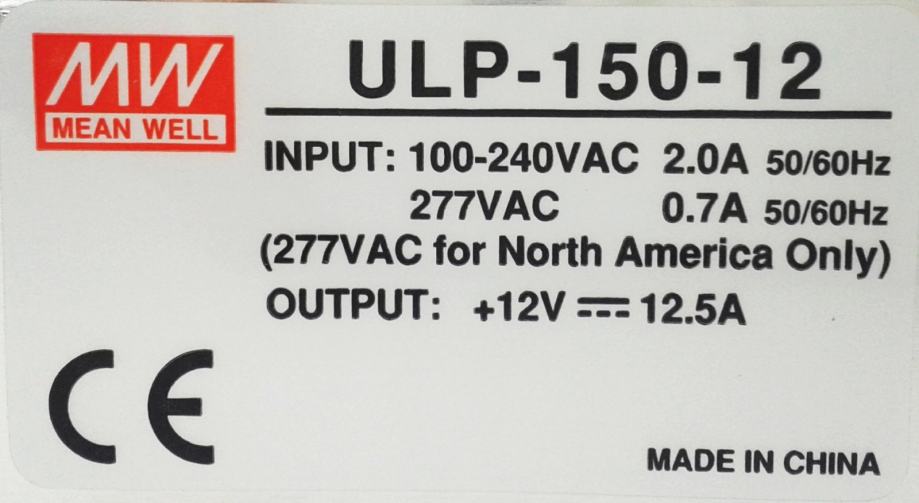 MW
MEAN WELL
ULP-150-12
INPUT: 100-240VAC 2.0A 50/60Hz
277VAC 0.7A 50/60Hz
(277VAC for North America Only)
OUTPUT: +12V ⎓ 12.5A
CE
MADE IN CHINA